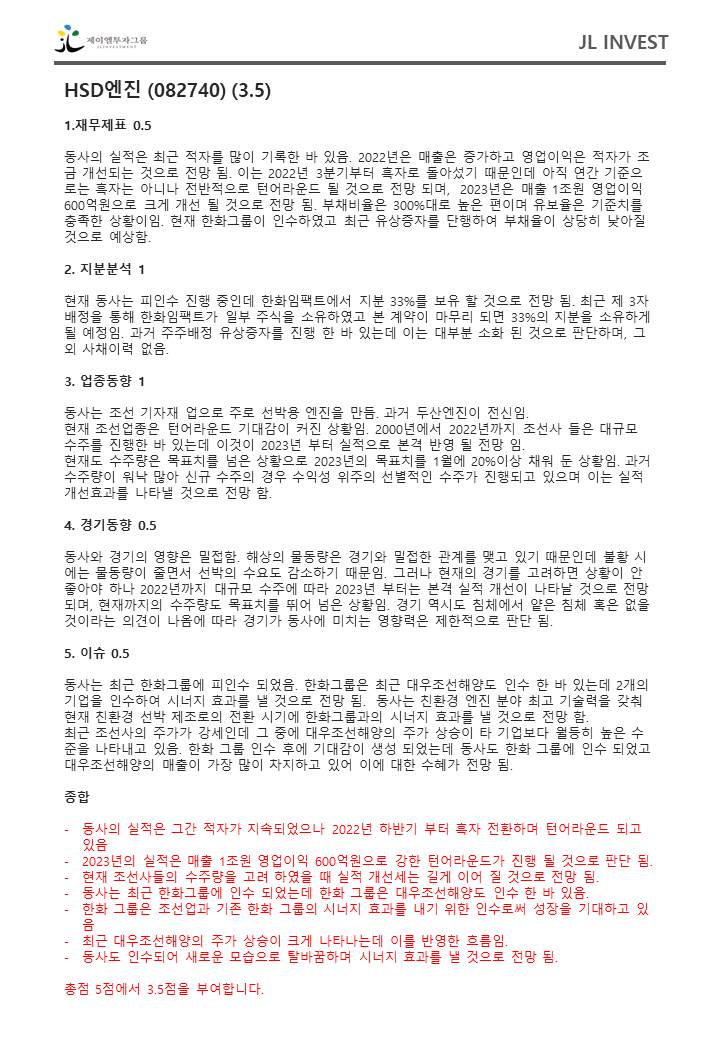 제이엘투자그룹
JL INVESTMENT
JL INVEST
HSD엔진 (082740) (3.5)
1.재무제표 0.5
동사의 실적은 최근 적자를 많이 기록한 바 있음. 2022년은 매출은 증가하고 영업이익은 적자가 조
금 개선되는 것으로 전망 됨. 이는 2022년 3분기부터 흑자로 돌아섰기 때문인데 아직 연간 기준으
로는 흑자는 아니나 전반적으로 턴어라운드 될 것으로 전망 되며, 2023년은 매출 1조원 영업이익
600억원으로 크게 개선 될 것으로 전망 됨. 부채비율은 300%대로 높은 편이며 유보율은 기준치를
충족한 상황이임. 현재 한화그룹이 인수하였고 최근 유상증자를 단행하여 부채율이 상당히 낮아질
것으로 예상함.
2. 지분분석 1
현재 동사는 피인수 진행 중인데 한화임팩트에서 지분 33%를 보유 할 것으로 전망 됨. 최근 제 3자
배정을 통해 한화임팩트가 일부 주식을 소유하였고 본 계약이 마무리 되면 33%의 지분을 소유하게
될 예정임. 과거 주주배정 유상증자를 진행 한 바 있는데 이는 대부분 소화 된 것으로 판단하며, 그
외 사채이력 없음.
3. 업종동향 1
동사는 조선 기자재 업으로 주로 선박용 엔진을 만듬. 과거 두산엔진이 전신임.
현재 조선업종은 턴어라운드 기대감이 커진 상황임. 2000년에서 2022년까지 조선사 들은 대규모
수주를 진행한 바 있는데 이것이 2023년 부터 실적으로 본격 반영 될 전망 임.
현재도 수주량은 목표치를 넘은 상황으로 2023년의 목표치를 1월에 20%이상 채워 둔 상황임. 과거
수주량이 워낙 많아 신규 수주의 경우 수익성 위주의 선별적인 수주가 진행되고 있으며 이는 실적
개선효과를 나타낼 것으로 전망 함.
4. 경기동향 0.5
동사와 경기의 영향은 밀접함. 해상의 물동량은 경기와 밀접한 관계를 맺고 있기 때문인데 불황 시
에는 물동량이 줄면서 선박의 수요도 감소하기 때문임. 그러나 현재의 경기를 고려하면 상황이 안
좋아야 하나 2022년까지 대규모 수주에 따라 2023년 부터는 본격 실적 개선이 나타날 것으로 전망
되며, 현재까지의 수주량도 목표치를 뛰어 넘은 상황임. 경기 역시도 침체에서 얕은 침체 혹은 없을
것이라는 의견이 나옴에 따라 경기가 동사에 미치는 영향력은 제한적으로 판단 됨.
5. 이슈 0.5
동사는 최근 한화그룹에 피인수 되었음. 한화그룹은 최근 대우조선해양도 인수 한 바 있는데 2개의
기업을 인수하여 시너지 효과를 낼 것으로 전망 됨. 동사는 친환경 엔진 분야 최고 기술력을 갖춰
현재 친환경 선박 제조로의 전환 시기에 한화그룹과의 시너지 효과를 낼 것으로 전망 함.
최근 조선사의 주가가 강세인데 그 중에 대우조선해양의 주가 상승이 타 기업보다 월등히 높은 수
준을 나타내고 있음. 한화 그룹 인수 후에 기대감이 생성 되었는데 동사도 한화 그룹에 인수 되었고
대우조선해양의 매출이 가장 많이 차지하고 있어 이에 대한 수혜가 전망 됨.
종합
- 동사의 실적은 그간 적자가 지속되었으나 2022년 하반기 부터 흑자 전환하며 턴어라운드 되고
있음
- 2023년의 실적은 매출 1조원 영업이익 600억원으로 강한 턴어라운드가 진행 될 것으로 판단 됨.
- 현재 조선사들의 수주량을 고려 하였을 때 실적 개선세는 길게 이어 질 것으로 전망 됨.
- 동사는 최근 한화그룹에 인수 되었는데 한화 그룹은 대우조선해양도 인수 한 바 있음.
- 한화 그룹은 조선업과 기존 한화 그룹의 시너지 효과를 내기 위한 인수로써 성장을 기대하고 있
음
- 최근 대우조선해양의 주가 상승이 크게 나타나는데 이를 반영한 흐름임.
- 동사도 인수되어 새로운 모습으로 탈바꿈하며 시너지 효과를 낼 것으로 전망 됨.
총점 5점에서 3.5점을 부여합니다.